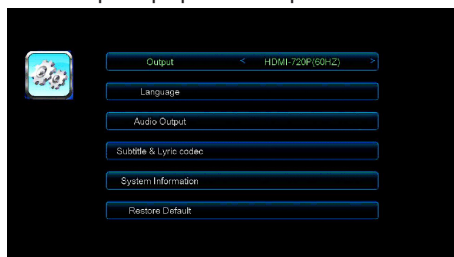 Output < HDMI-720P(60HZ) >
Language
Audio Output
Subtitle & Lyric codec
System Information
Restore Default